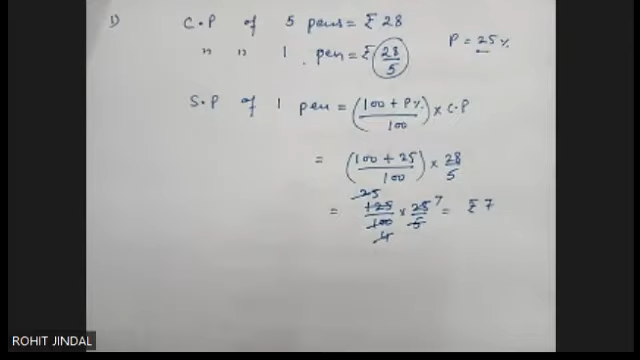 1) C.P of 5 pens = ₹ 28
" " 1 pen = ₹ 28/5
P = 25 %
S.P of 1 pen = (100 + P%/100) × C.P
= (100 + 25/100) × 28/5
25
= 125/100 × 28/5 7 = ₹ 7
4
ROHIT JINDAL